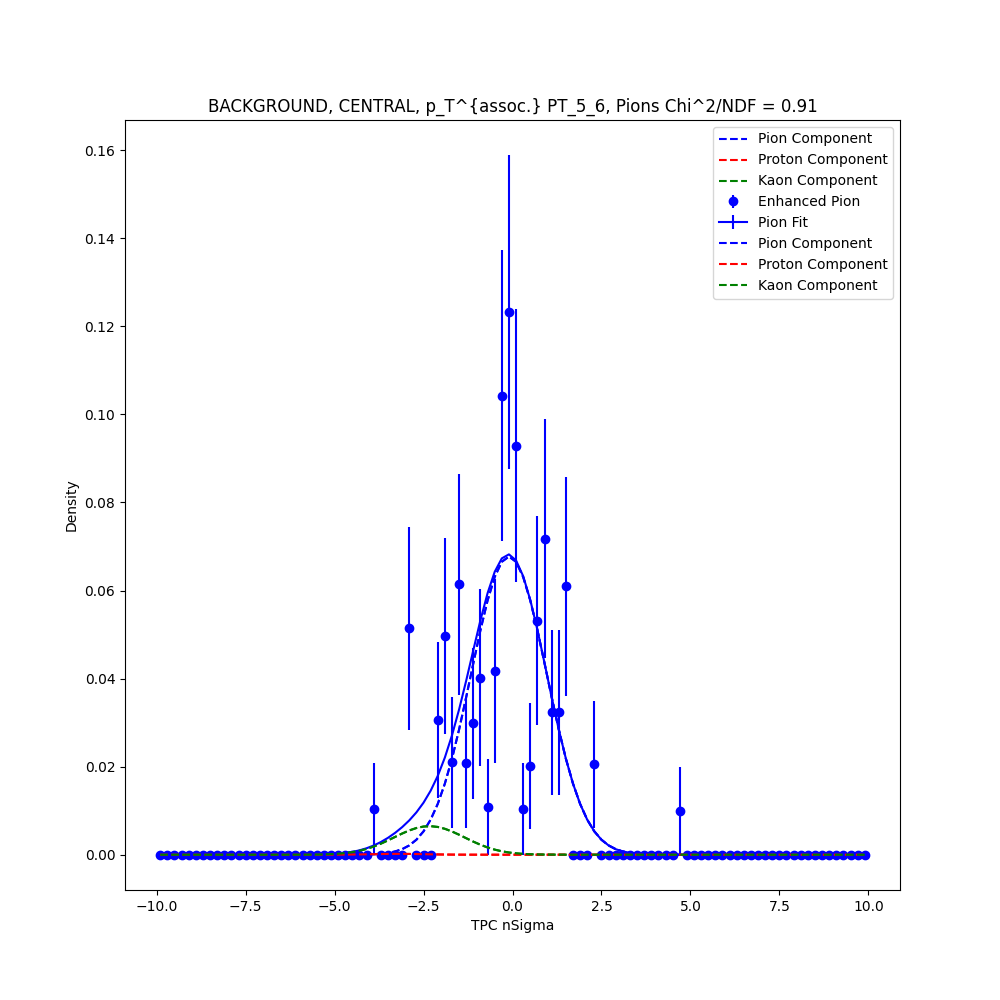 BACKGROUND, CENTRAL, p_T^{assoc.} PT_5_6, Pions Chi^2/NDF = 0.91
Pion Component
Proton Component
Kaon Component
Enhanced Pion
Pion Fit
Pion Component
Proton Component
Kaon Component
0.16
0.14
0.12
0.10
0.08
0.06
0.04
0.02
0.00
Density
−10.0 −7.5 −5.0 −2.5 0.0 2.5 5.0 7.5 10.0
TPC nSigma